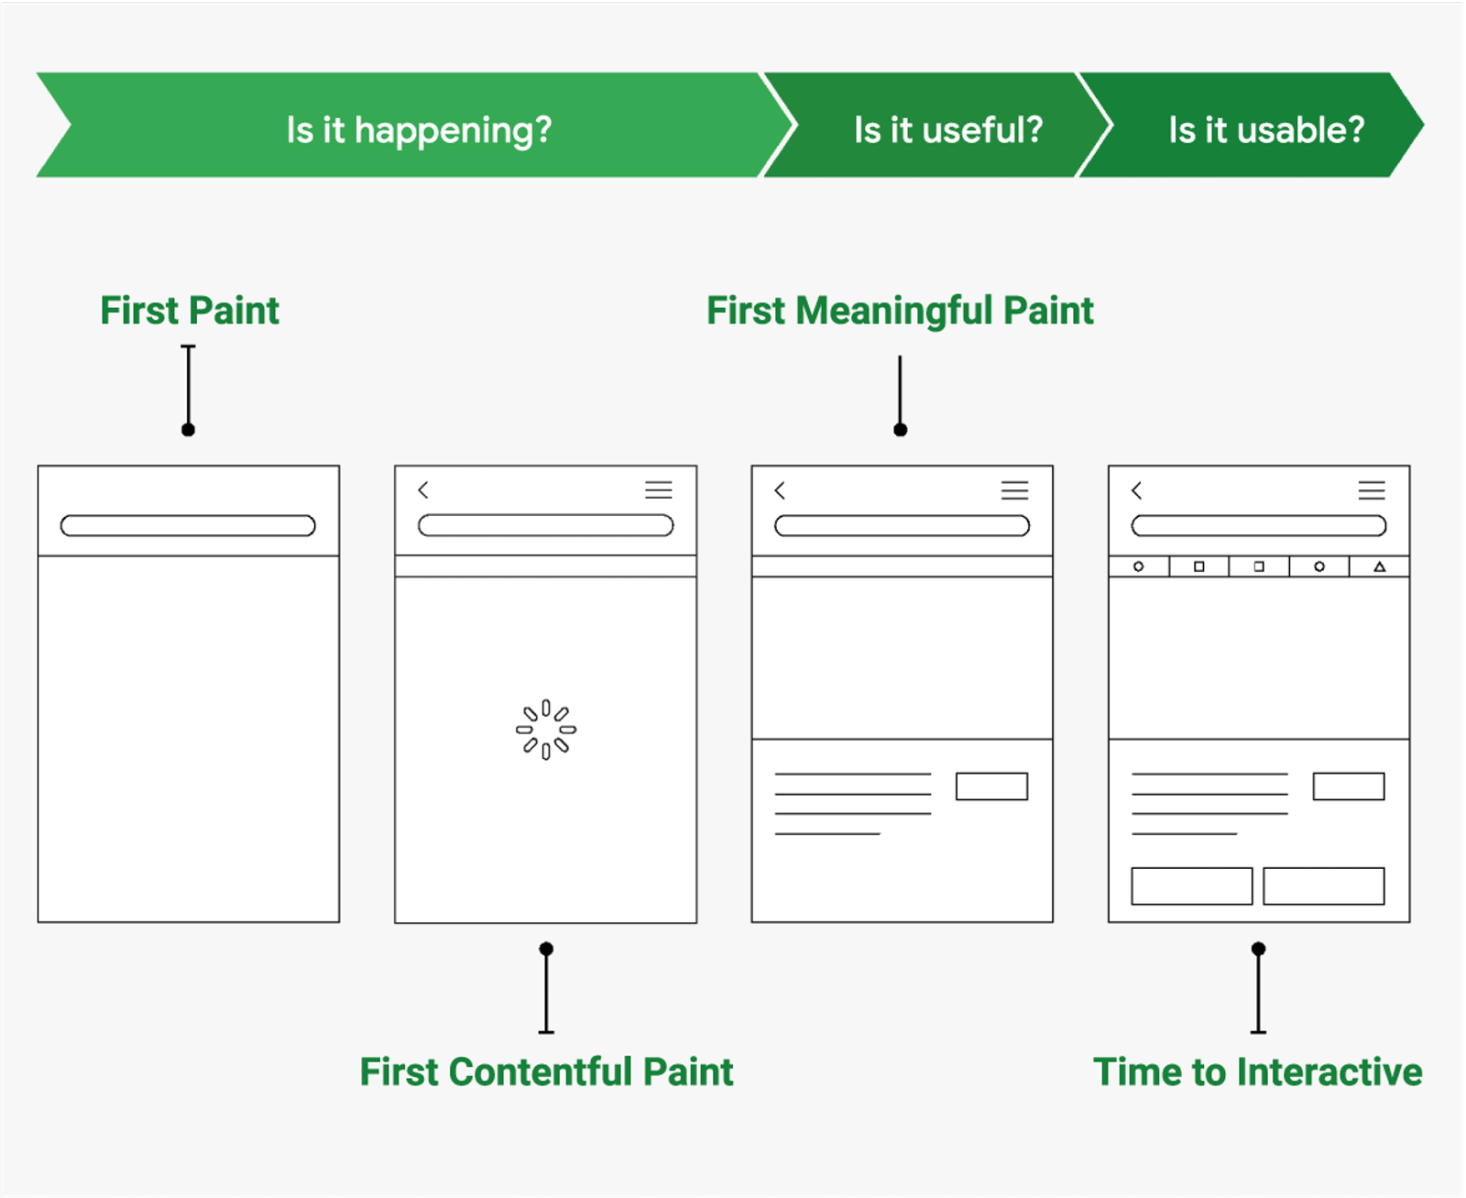 Is it happening?
Is it useful?
Is it usable?
First Paint
First Meaningful Paint
First Contentful Paint
Time to Interactive